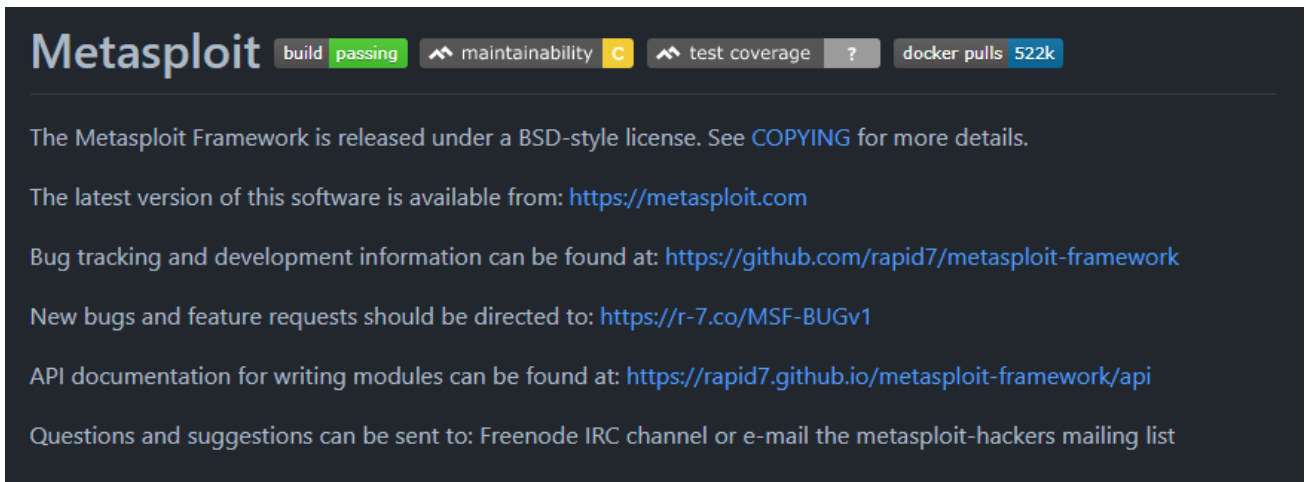 Metasploit build passing maintainability C test coverage ? docker pulls 522k
The Metasploit Framework is released under a BSD-style license. See COPYING for more details.
The latest version of this software is available from: https://metasploit.com
Bug tracking and development information can be found at: https://github.com/rapid7/metasploit-framework
New bugs and feature requests should be directed to: https://r-7.co/MSF-BUGv1
API documentation for writing modules can be found at: https://rapid7.github.io/metasploit-framework/api
Questions and suggestions can be sent to: Freenode IRC channel or e-mail the metasploit-hackers mailing list